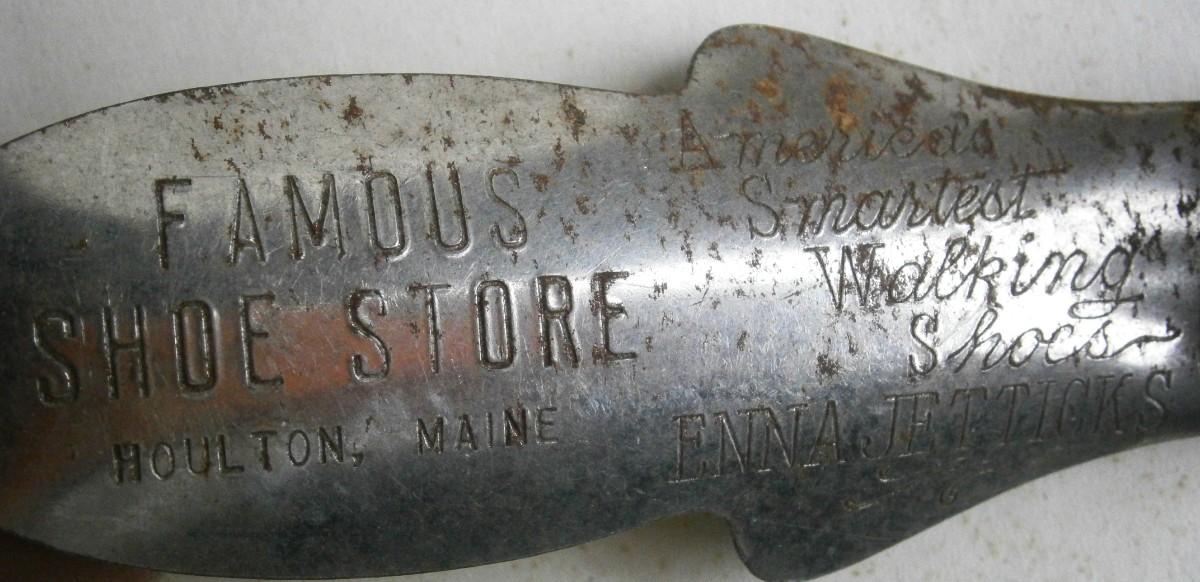 FAMOUS
SHOE STORE
HOULTON, MAINE
America's
Smartest
Walking
Shoes
ENNA JETTICKS